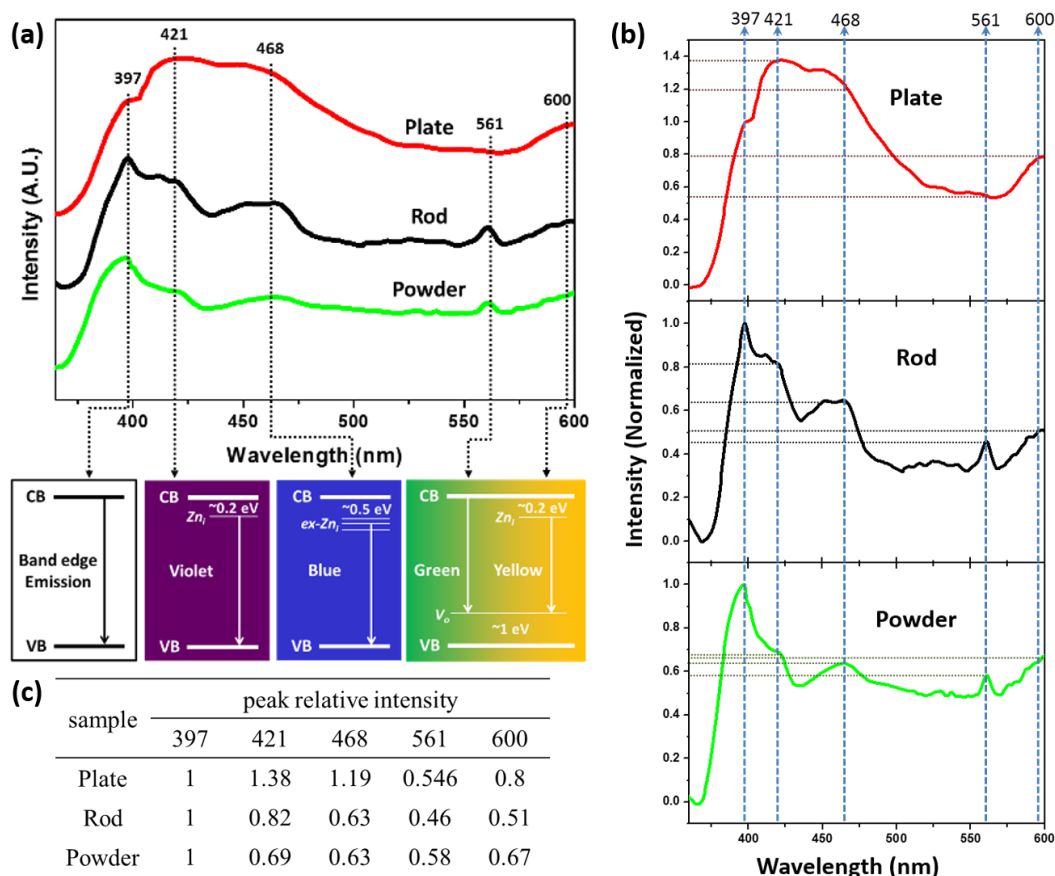 (a)
397
421
468
561
600
Plate
Rod
Powder
Intensity (A.U.)
400 450 500 550 600
Wavelength (nm)
CB
VB
Band edge
Emission
CB
~0.2 eV
Zni
Violet
VB
CB
~0.5 eV
ex-Zni
Blue
VB
CB
~0.2 eV
Zni
Green Yellow
Vo
~1 eV
VB
(b)
397 421 468 561 600
Plate
1.4
1.2
1.0
0.8
0.6
0.4
0.2
0.0
Rod
1.0
0.8
0.6
0.4
0.2
0.0
Powder
1.0
0.8
0.6
0.4
0.2
0.0
Intensity (Normalized)
400 450 500 550 600
Wavelength (nm)
(c)
sample peak relative intensity
397 421 468 561 600
Plate 1 1.38 1.19 0.546 0.8
Rod 1 0.82 0.63 0.46 0.51
Powder 1 0.69 0.63 0.58 0.67